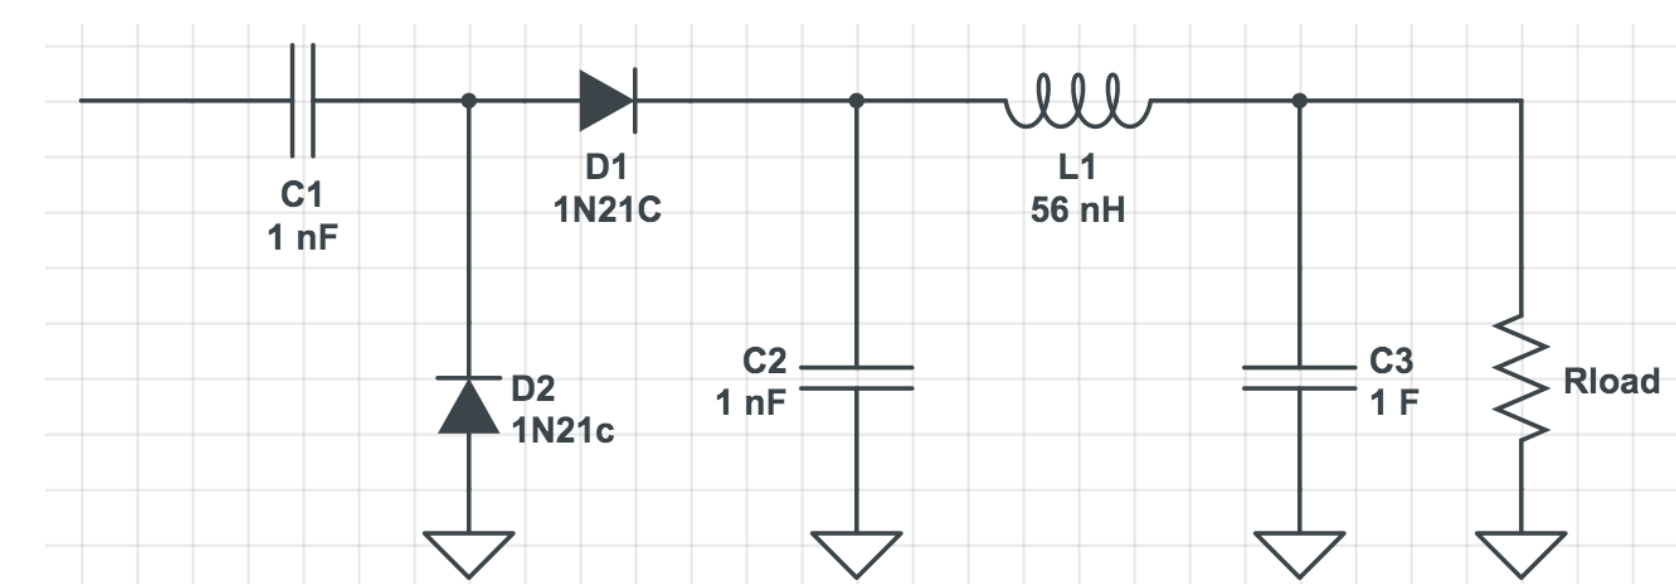 C1
1 nF
D1
1N21C
L1
56 nH
D2
1N21c
C2
1 nF
C3
1 F
Rload